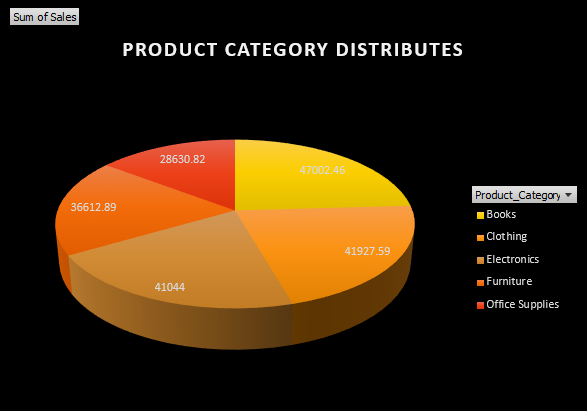 Sum of Sales
PRODUCT CATEGORY DISTRIBUTES
28630.82
47002.46
36612.89
41927.59
41044
Product_Category
Books
Clothing
Electronics
Furniture
Office Supplies